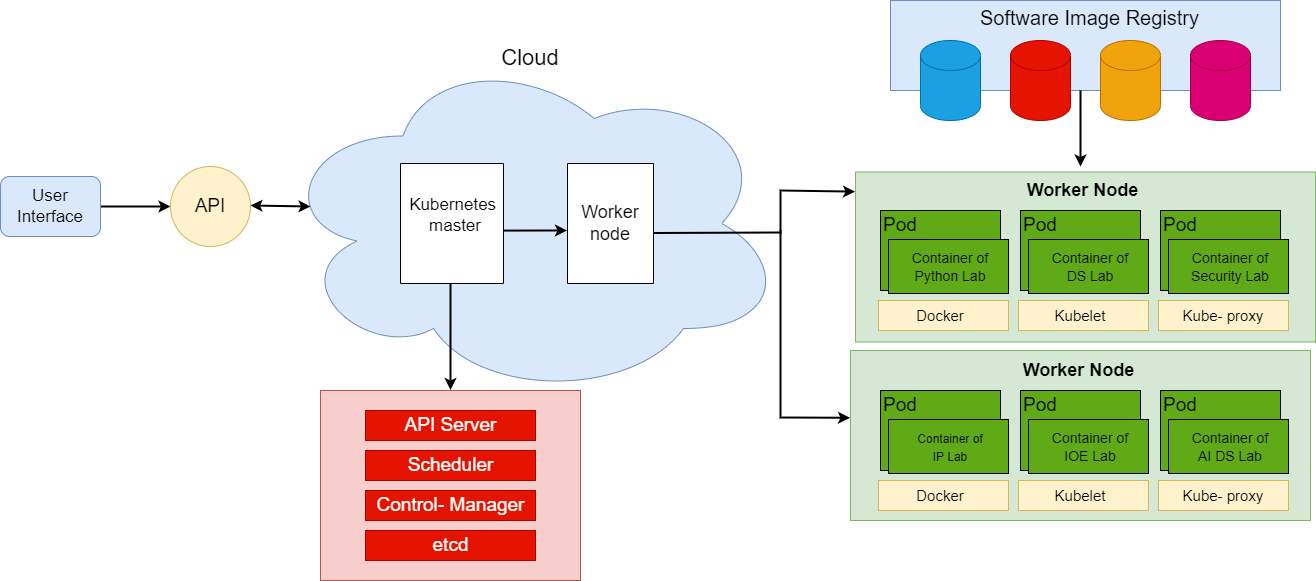 Software Image Registry
Cloud
User
Interface
API
Kubernetes
master
Worker
node
Worker Node
Pod
Container of
Python Lab
Pod
Container of
DS Lab
Pod
Container of
Security Lab
Docker
Kubelet
Kube- proxy
Worker Node
Pod
Container of
IP Lab
Pod
Container of
IOE Lab
Pod
Container of
AI DS Lab
Docker
Kubelet
Kube- proxy
API Server
Scheduler
Control- Manager
etcd